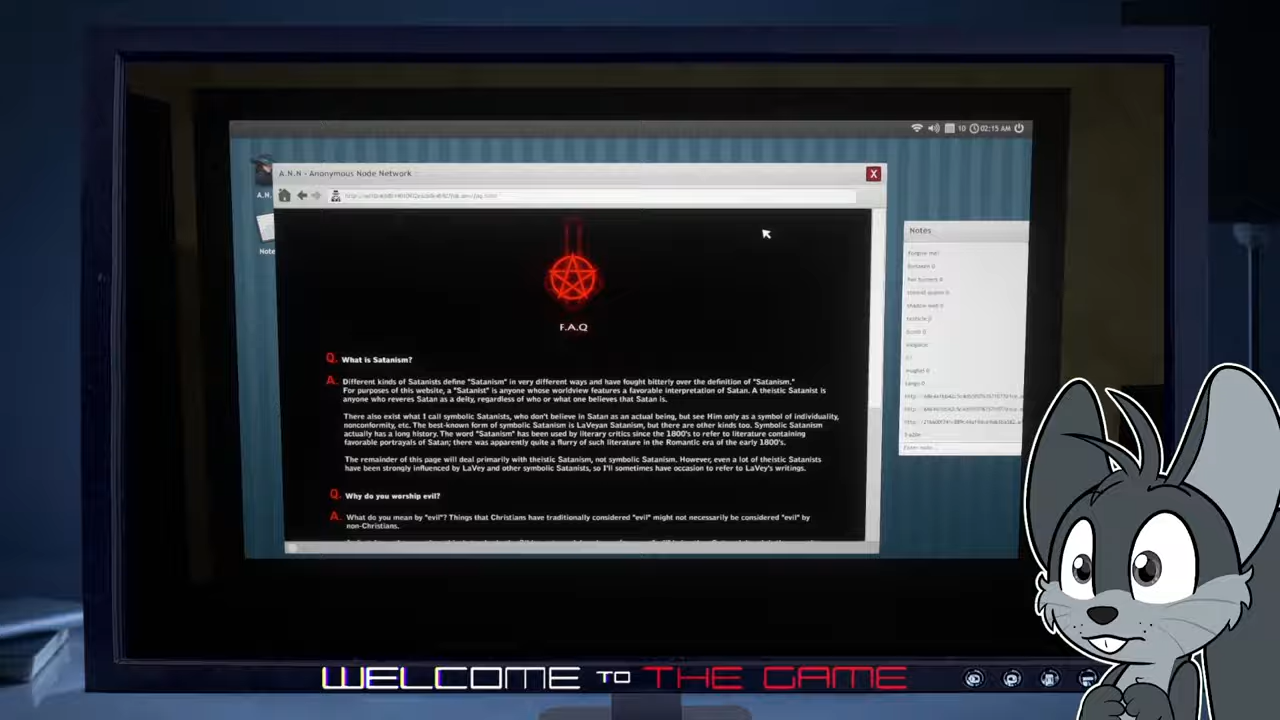 10 02:15 AM
A.N.N - Anonymous Node Network
X
A.N.
Notes
Note
F.A.Q
Q. What is Satanism?
A. Different kinds of Satanists define "Satanism" in very different ways and have fought bitterly over the definition of "Satanism."
For purposes of this website, a "Satanist" is anyone whose worldview features a favorable interpretation of Satan. A theistic Satanist is
anyone who reveres Satan as a deity, regardless of who or what one believes that Satan is.
There also exist what I call symbolic Satanists, who don't believe in Satan as an actual being, but see Him only as a symbol of individuality,
nonconformity, etc. The best-known form of symbolic Satanism is LaVeyan Satanism, but there are other kinds too. Symbolic Satanism
actually has a long history. The word "Satanism" has been used by literary critics since the 1800's to refer to literature containing
favorable portrayals of Satan; there was apparently quite a flurry of such literature in the Romantic era of the early 1800's.
The remainder of this page will deal primarily with theistic Satanism, not symbolic Satanism. However, even a lot of theistic Satanists
have been strongly influenced by LaVey and other symbolic Satanists, so I'll sometimes have occasion to refer to LaVey's writings.
Q. Why do you worship evil?
A. What do you mean by "evil"? Things that Christians have traditionally considered "evil" might not necessarily be considered "evil" by
non-Christians.
WELCOME TO THE GAME